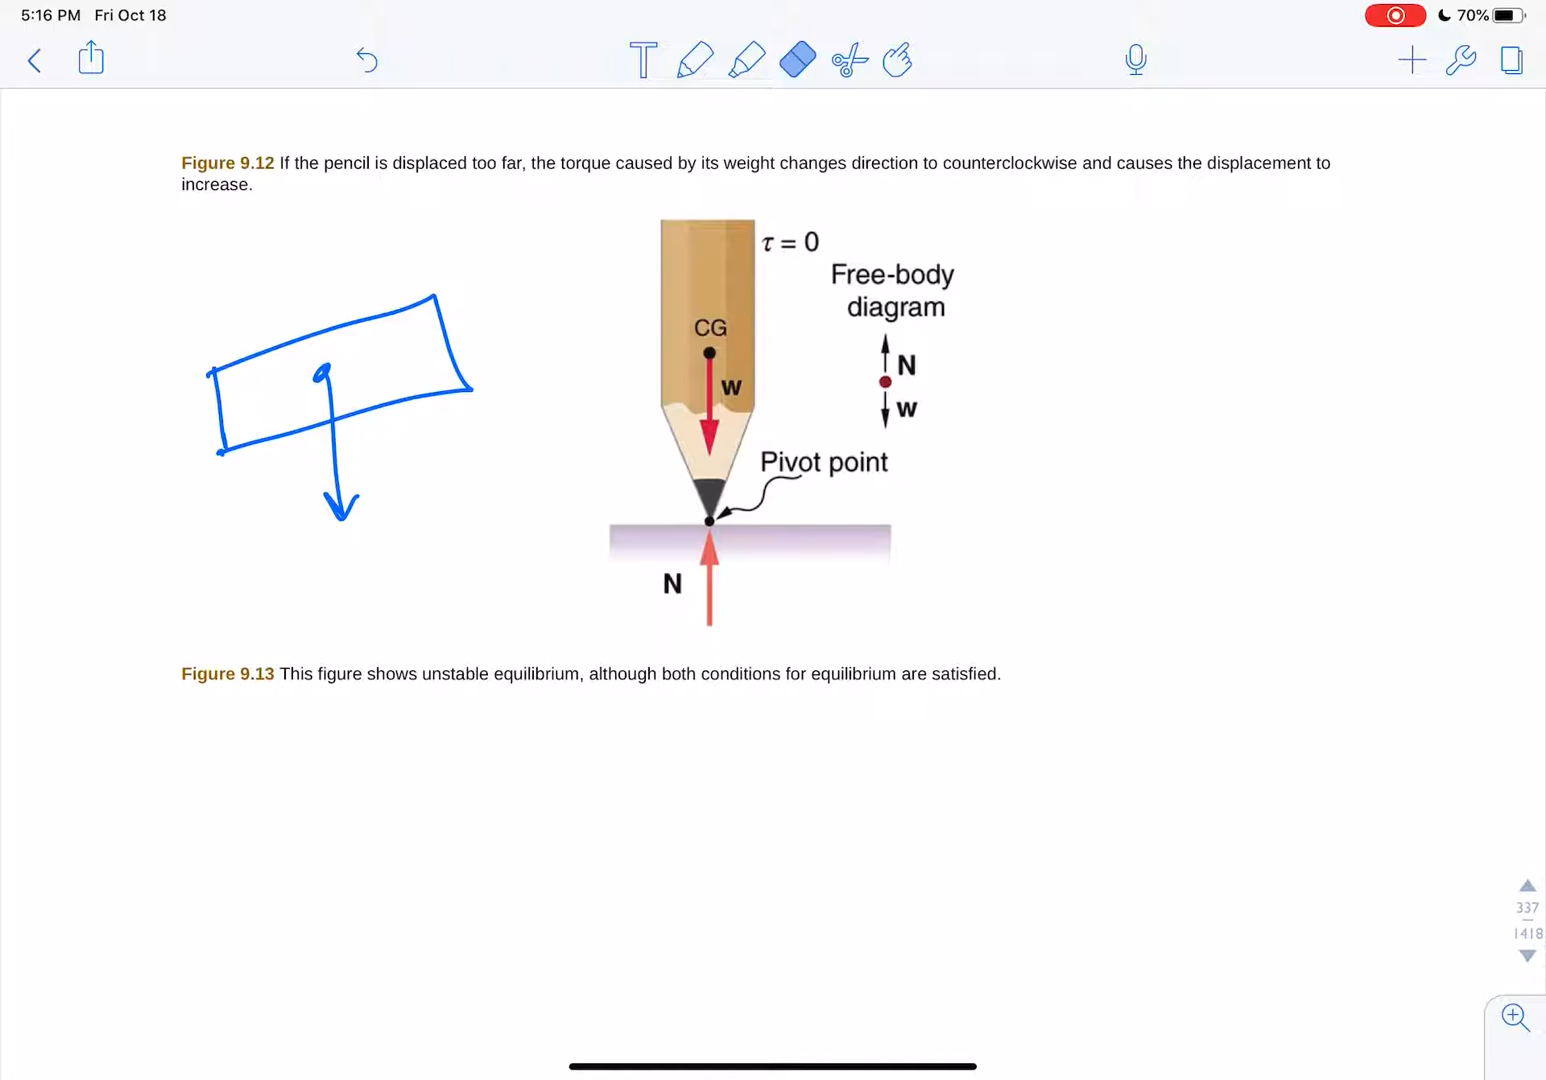 5:16 PM Fri Oct 18
70%
T
Figure 9.12 If the pencil is displaced too far, the torque caused by its weight changes direction to counterclockwise and causes the displacement to
increase.
τ = 0
Free-body
diagram
CG
N
w
w
Pivot point
N
Figure 9.13 This figure shows unstable equilibrium, although both conditions for equilibrium are satisfied.
337
1418